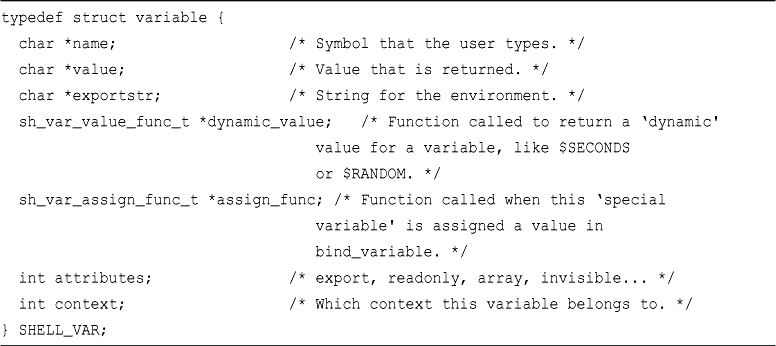 typedef struct variable {
char *name; /* Symbol that the user types. */
char *value; /* Value that is returned. */
char *exportstr; /* String for the environment. */
sh_var_value_func_t *dynamic_value; /* Function called to return a ‘dynamic'
value for a variable, like $SECONDS
or $RANDOM. */
sh_var_assign_func_t *assign_func; /* Function called when this ‘special
variable' is assigned a value in
bind_variable. */
int attributes; /* export, readonly, array, invisible... */
int context; /* Which context this variable belongs to. */
} SHELL_VAR;